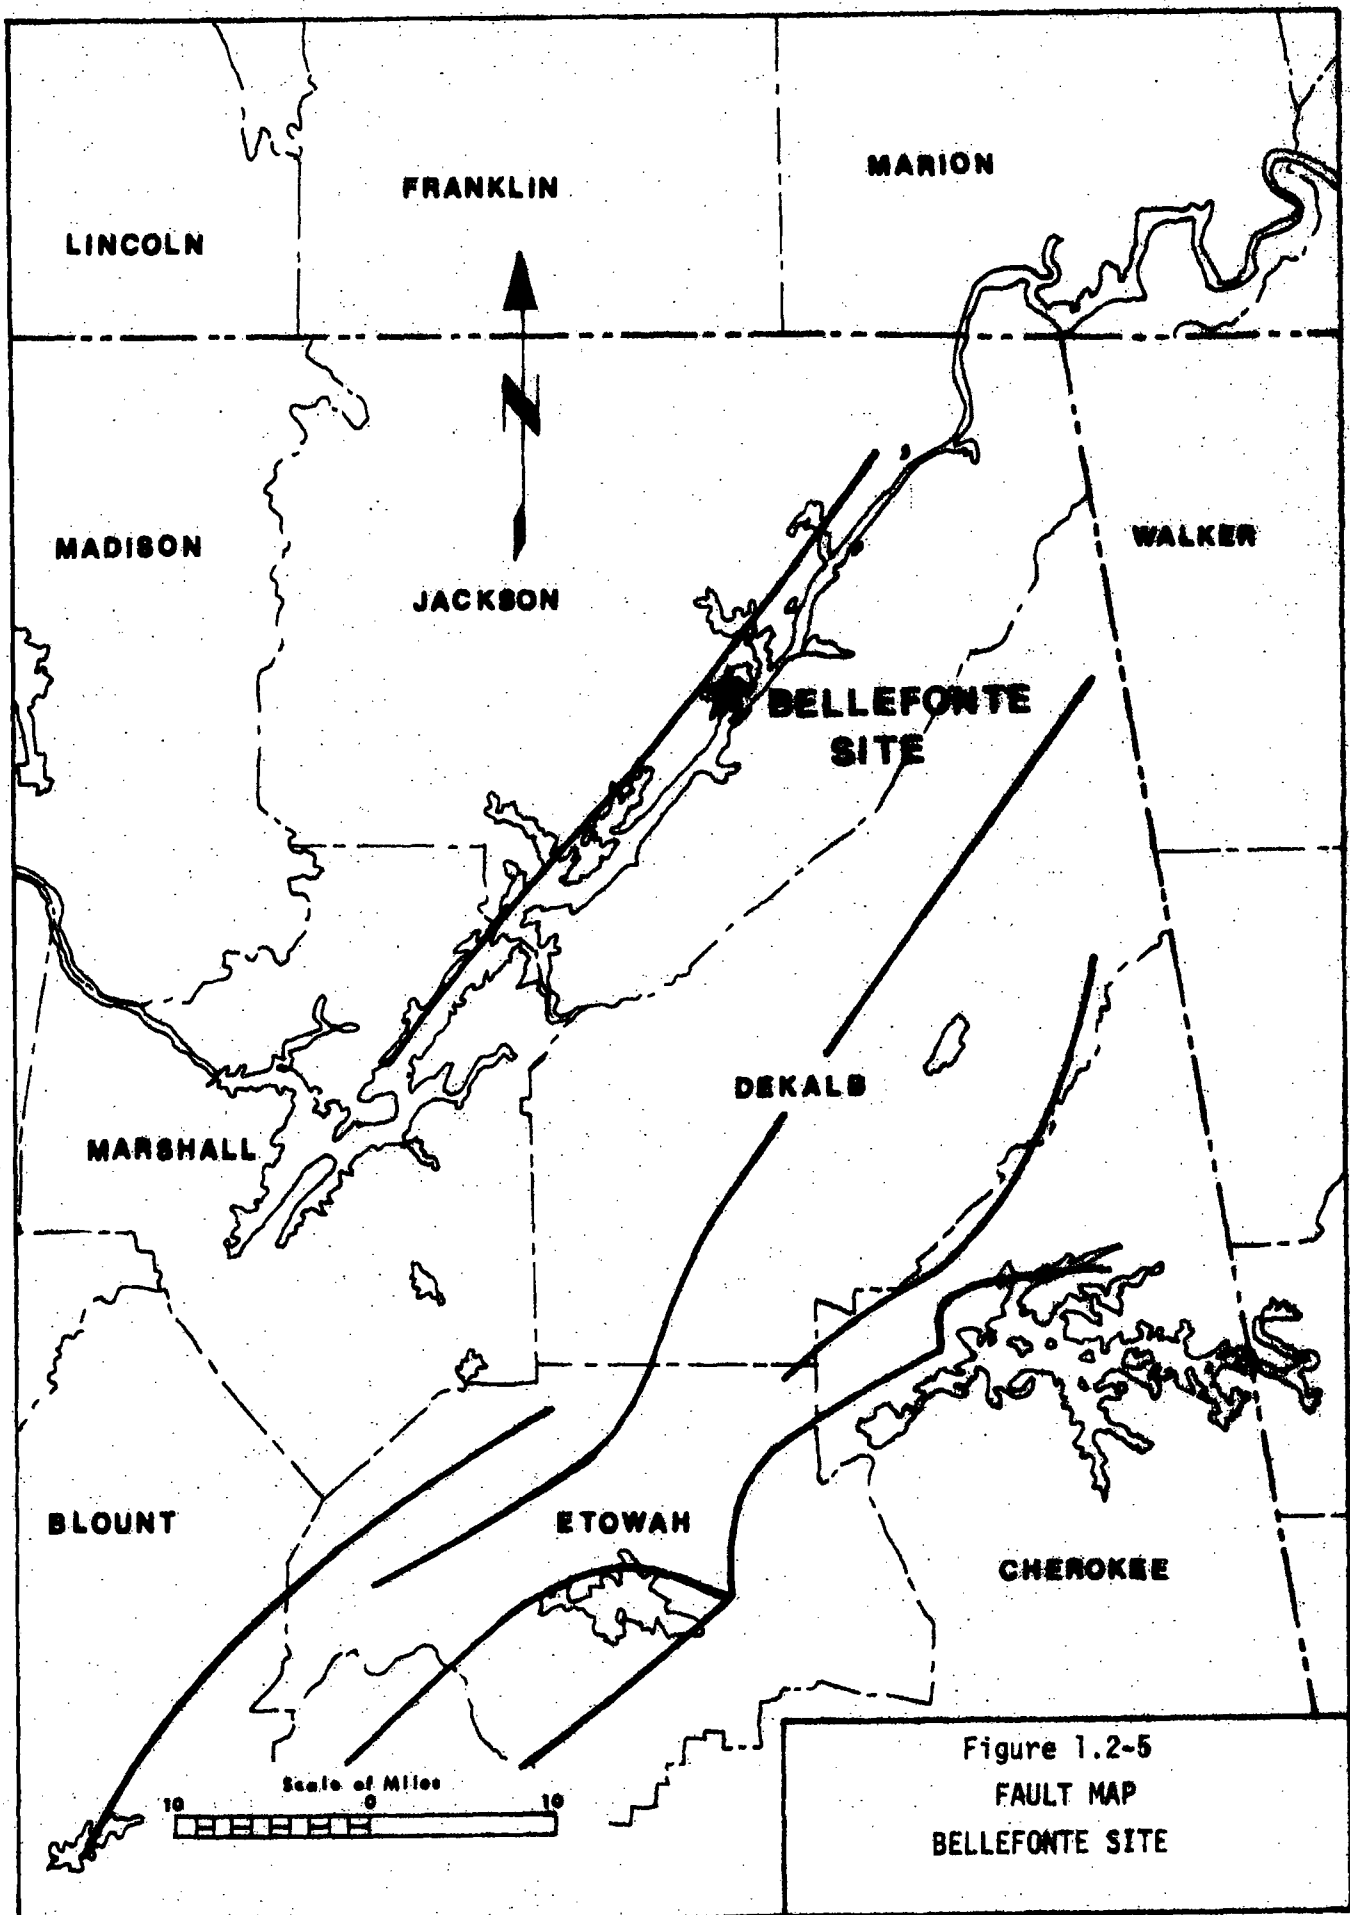 MARION
FRANKLIN
LINCOLN
N
WALKER
MADISON
JACKSON
BELLEFONTE
SITE
DEKALB
MARSHALL
BLOUNT
ETOWAH
CHEROKEE
Scale of Miles
10 0 10
Figure 1.2-5
FAULT MAP
BELLEFONTE SITE